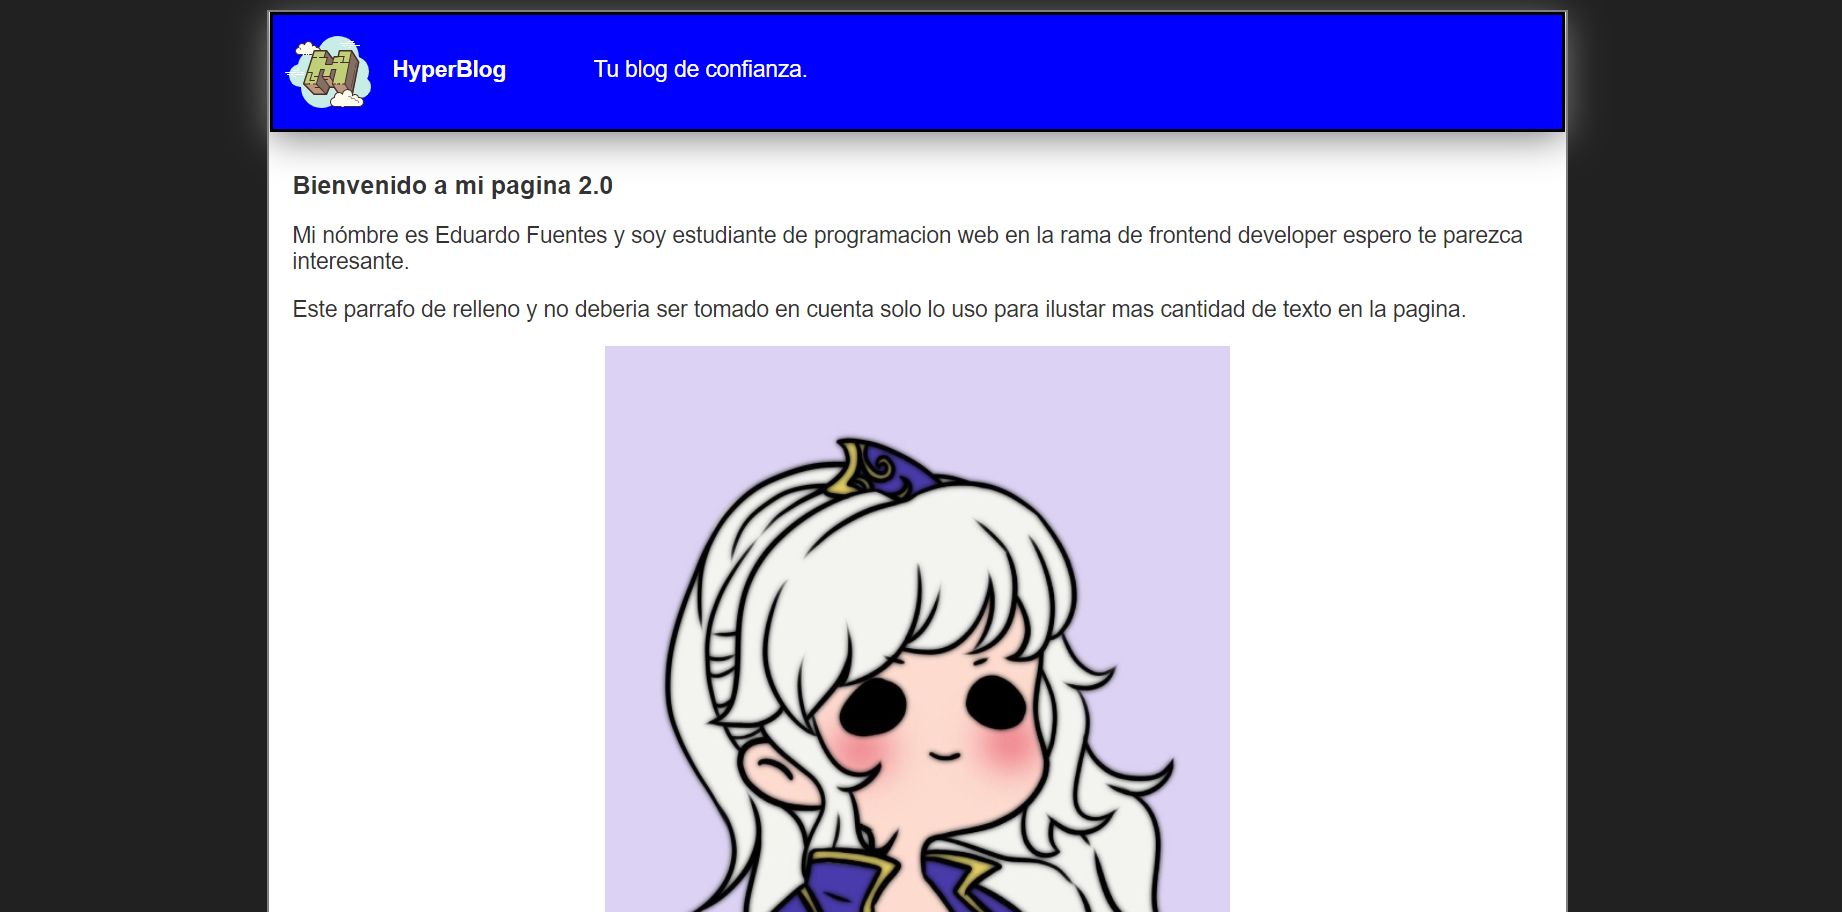 HyperBlog
Tu blog de confianza.
Bienvenido a mi pagina 2.0
Mi nómbre es Eduardo Fuentes y soy estudiante de programacion web en la rama de frontend developer espero te parezca
interesante.
Este parrafo de relleno y no deberia ser tomado en cuenta solo lo uso para ilustar mas cantidad de texto en la pagina.